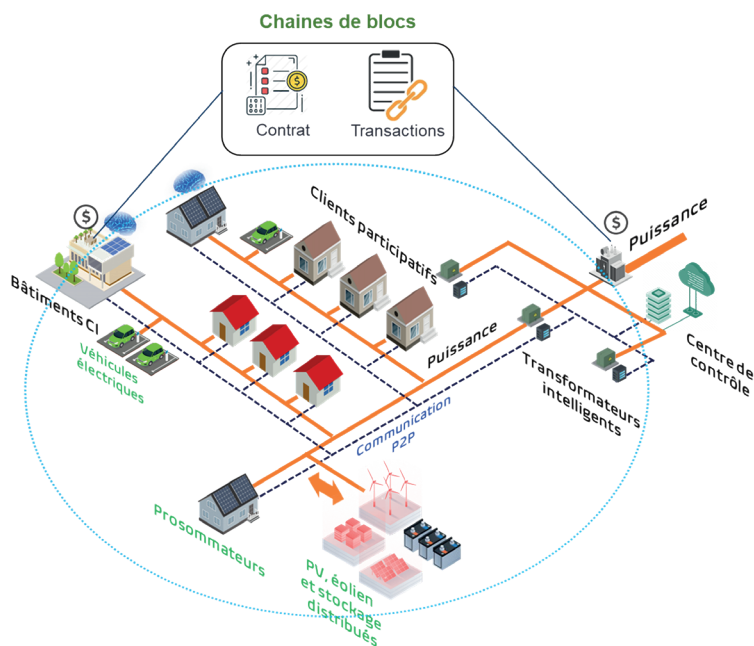 Chaines de blocs
Contrat
Transactions
$
$
$
Clients participatifs
Puissance
Bâtiments CI
Véhicules
électriques
Puissance
Transformateurs
intelligents
Centre de
contrôle
Communication
P2P
Prosommateurs
PV, éolien
et stockage
distribués